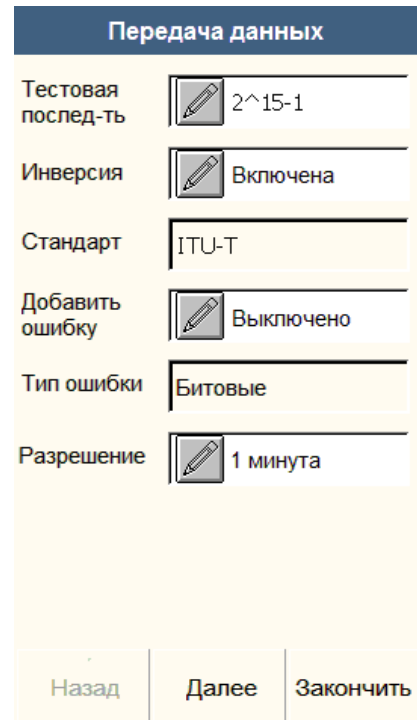 Передача данных
Тестовая
послед-ть
2^15-1
Инверсия
Включена
Стандарт
ITU-T
Добавить
ошибку
Выключено
Тип ошибки
Битовые
Разрешение
1 минута
Назад
Далее
Закончить